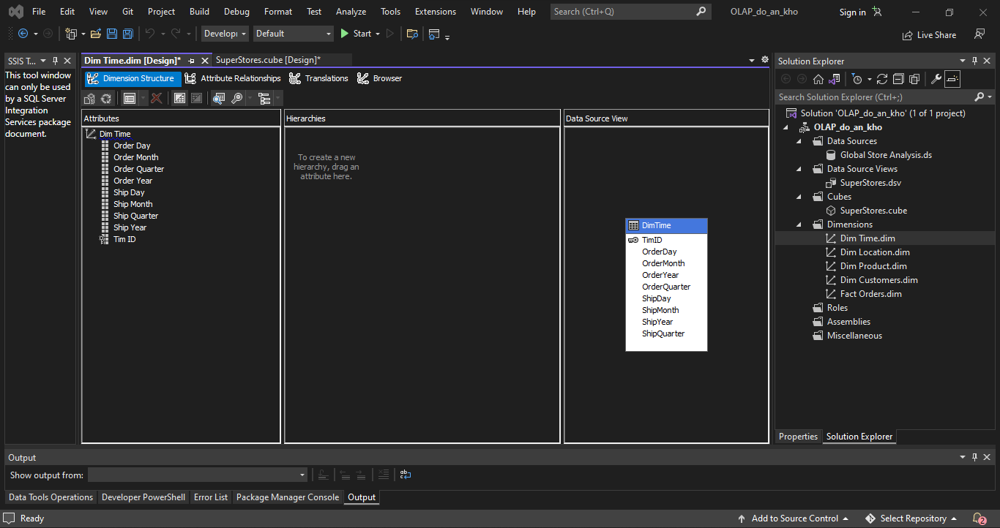 File Edit View Git Project Build Debug Format Test Analyze Tools Extensions Window Help Search (Ctrl+Q) OLAP_do_an_kho Sign in
Default Start Live Share
SSIS T...
This tool window
can only be used
by a SQL Server
Integration
Services package
document.
Dim Time.dim [Design]* SuperStores.cube [Design]*
Dimension Structure Attribute Relationships Translations Browser
Attributes
Dim Time
Order Day
Order Month
Order Quarter
Order Year
Ship Day
Ship Month
Ship Quarter
Ship Year
Tim ID
Hierarchies
To create a new
hierarchy, drag an
attribute here.
Data Source View
DimTime
TimID
OrderDay
OrderMonth
OrderYear
OrderQuarter
ShipDay
ShipMonth
ShipYear
ShipQuarter
Solution Explorer
Search Solution Explorer (Ctrl+;)
Solution 'OLAP_do_an_kho' (1 of 1 project)
OLAP_do_an_kho
Data Sources
Global Store Analysis.ds
Data Source Views
SuperStores.dsv
Cubes
SuperStores.cube
Dimensions
Dim Time.dim
Dim Location.dim
Dim Product.dim
Dim Customers.dim
Fact Orders.dim
Roles
Assemblies
Miscellaneous
Properties Solution Explorer
Output
Show output from:
Data Tools Operations Developer PowerShell Error List Package Manager Console Output
Ready Add to Source Control Select Repository 2